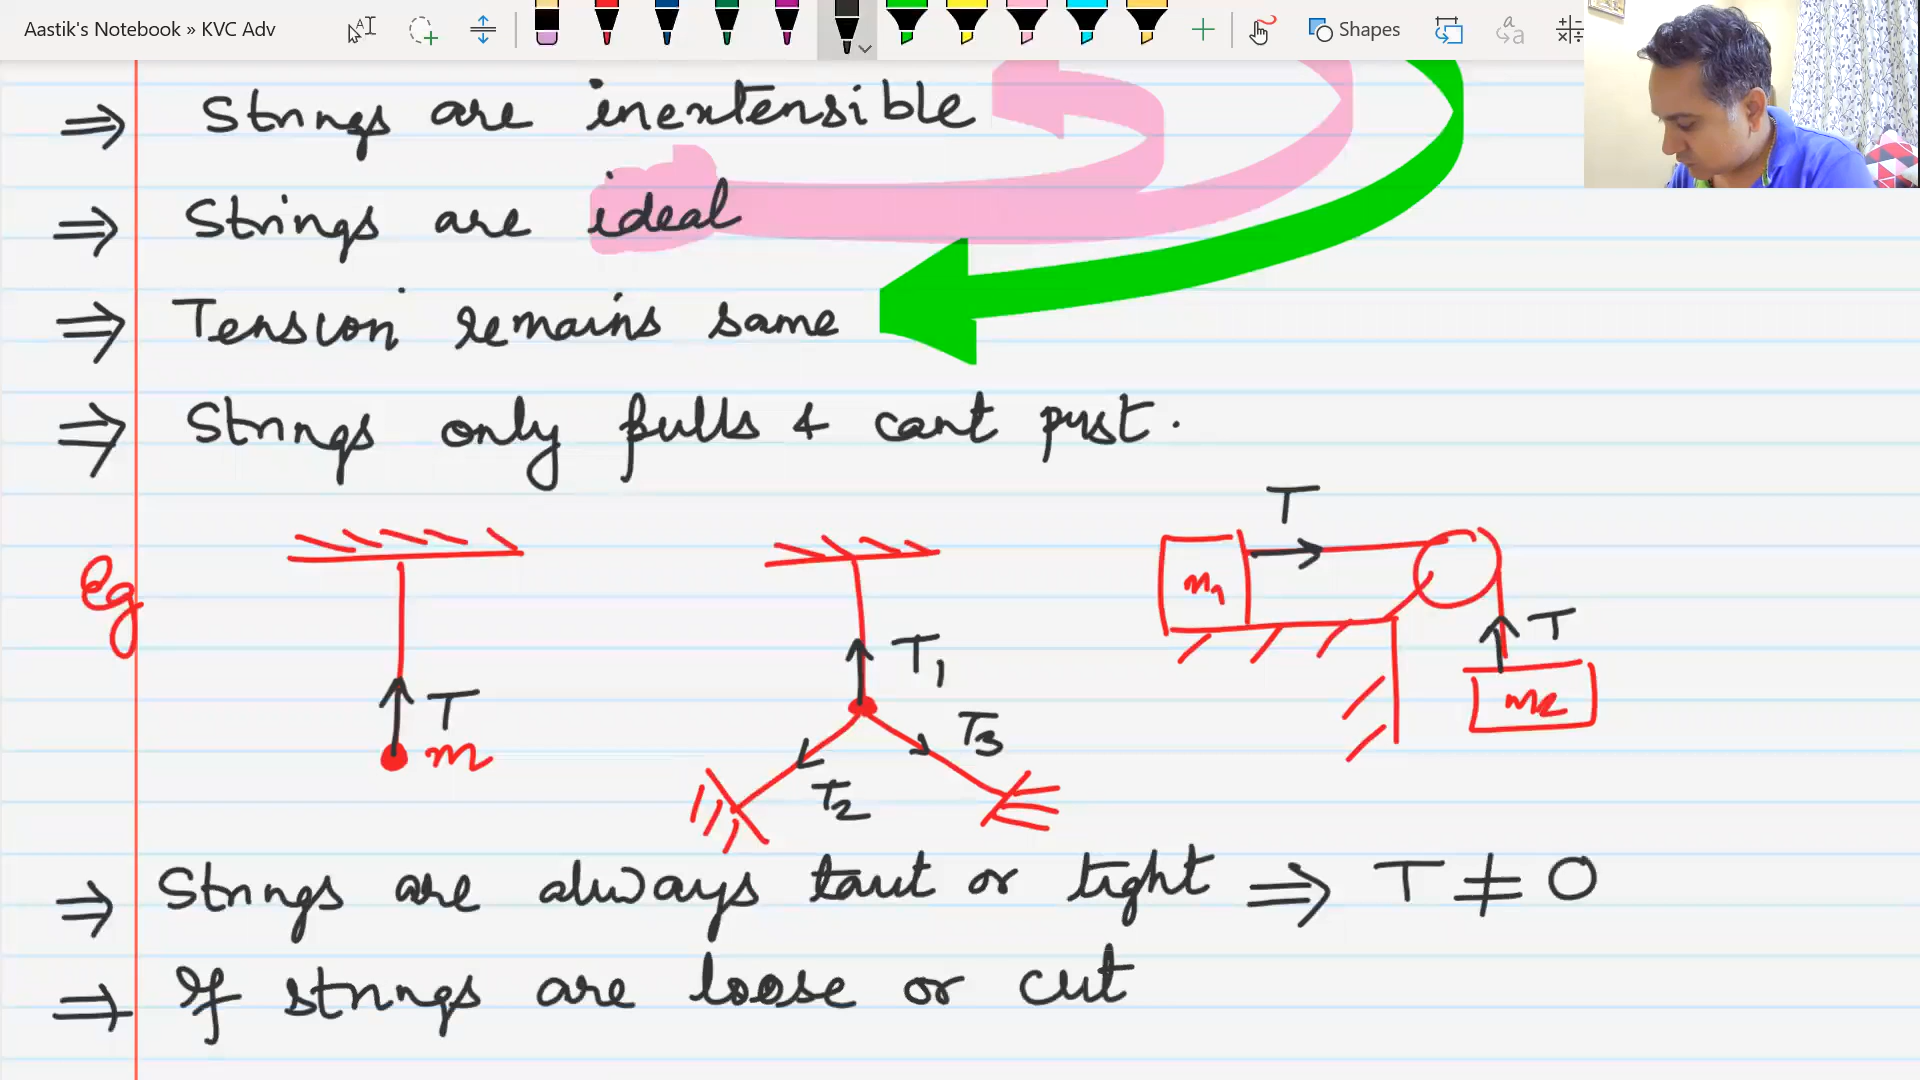 Aastik's Notebook » KVC Adv
Shapes
⇒ Strings are inextensible
⇒ Strings are ideal
⇒ Tension remains same
⇒ Strings only pulls & cant pust.
eg
T
m
T1
T2
T3
m1
T
T
m2
⇒ Strings are always taut or tight ⇒ T ≠ 0
⇒ If strings are loose or cut